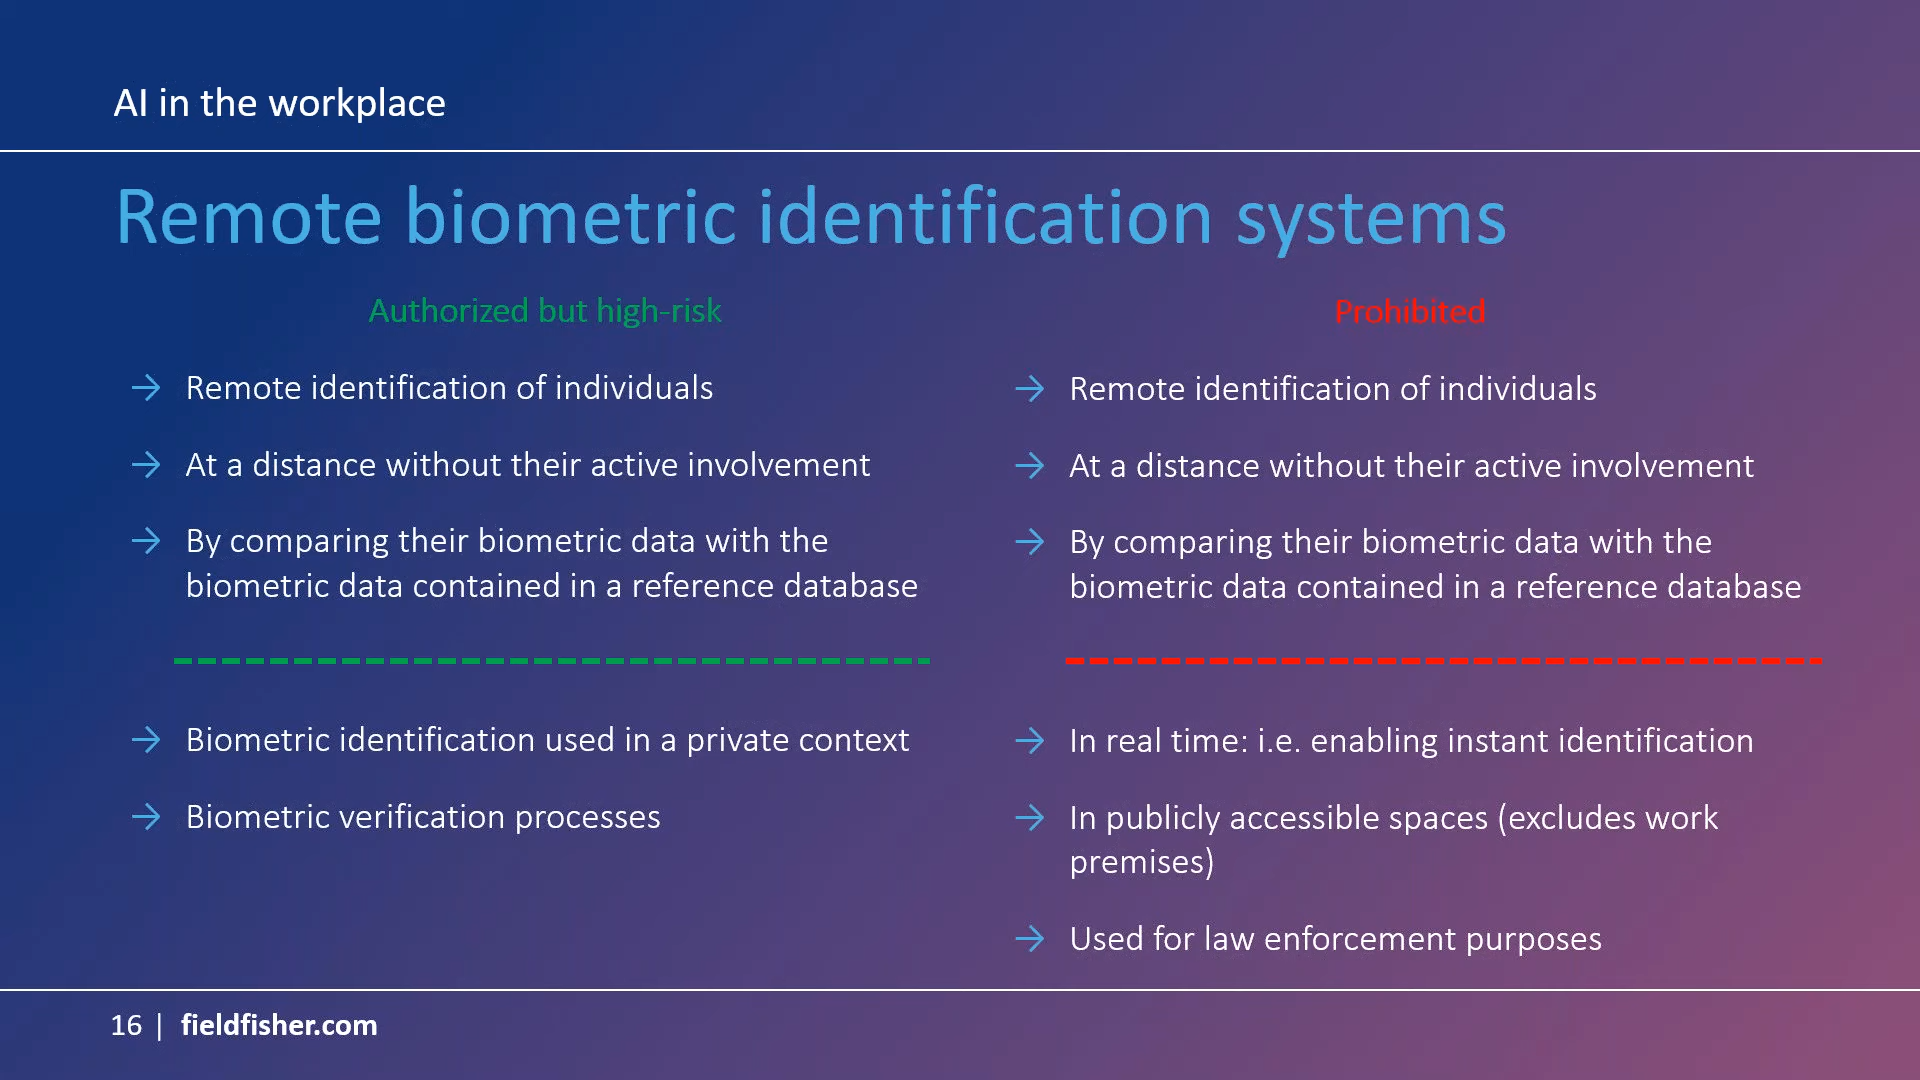 AI in the workplace
Remote biometric identification systems
Authorized but high-risk
→ Remote identification of individuals
→ At a distance without their active involvement
→ By comparing their biometric data with the
biometric data contained in a reference database
→ Biometric identification used in a private context
→ Biometric verification processes
Prohibited
→ Remote identification of individuals
→ At a distance without their active involvement
→ By comparing their biometric data with the
biometric data contained in a reference database
→ In real time: i.e. enabling instant identification
→ In publicly accessible spaces (excludes work
premises)
→ Used for law enforcement purposes
16 | fieldfisher.com